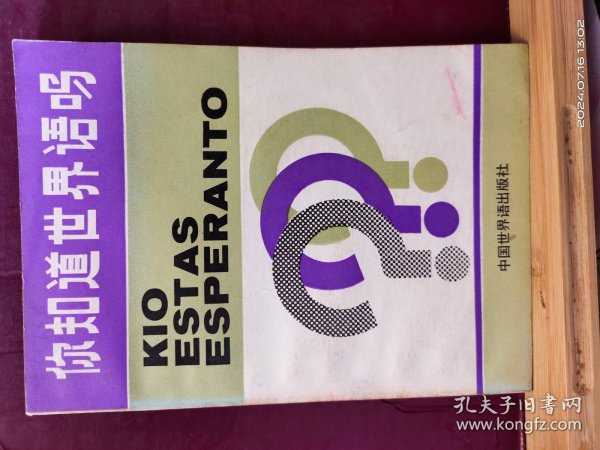 你知道世界语吗
KIO
ESTAS
ESPERANTO
中国世界语出版社
2024.07.16 13:02
孔夫子旧书网
www.kongfz.com